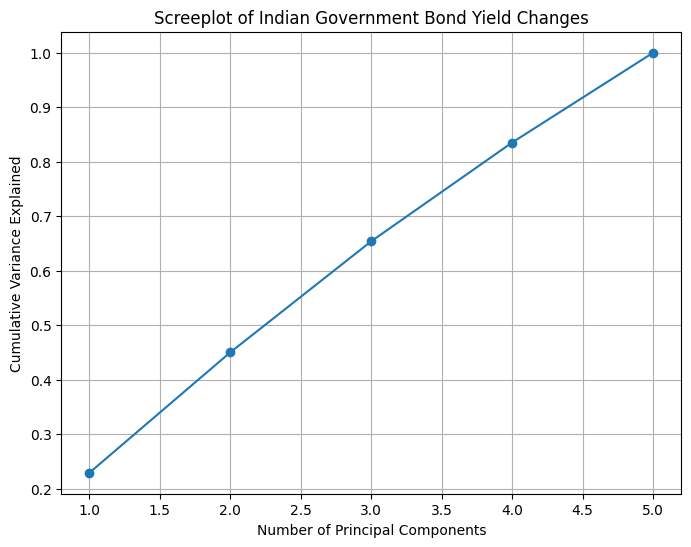 Screeplot of Indian Government Bond Yield Changes
Cumulative Variance Explained
1.0
0.9
0.8
0.7
0.6
0.5
0.4
0.3
0.2
1.0 1.5 2.0 2.5 3.0 3.5 4.0 4.5 5.0
Number of Principal Components